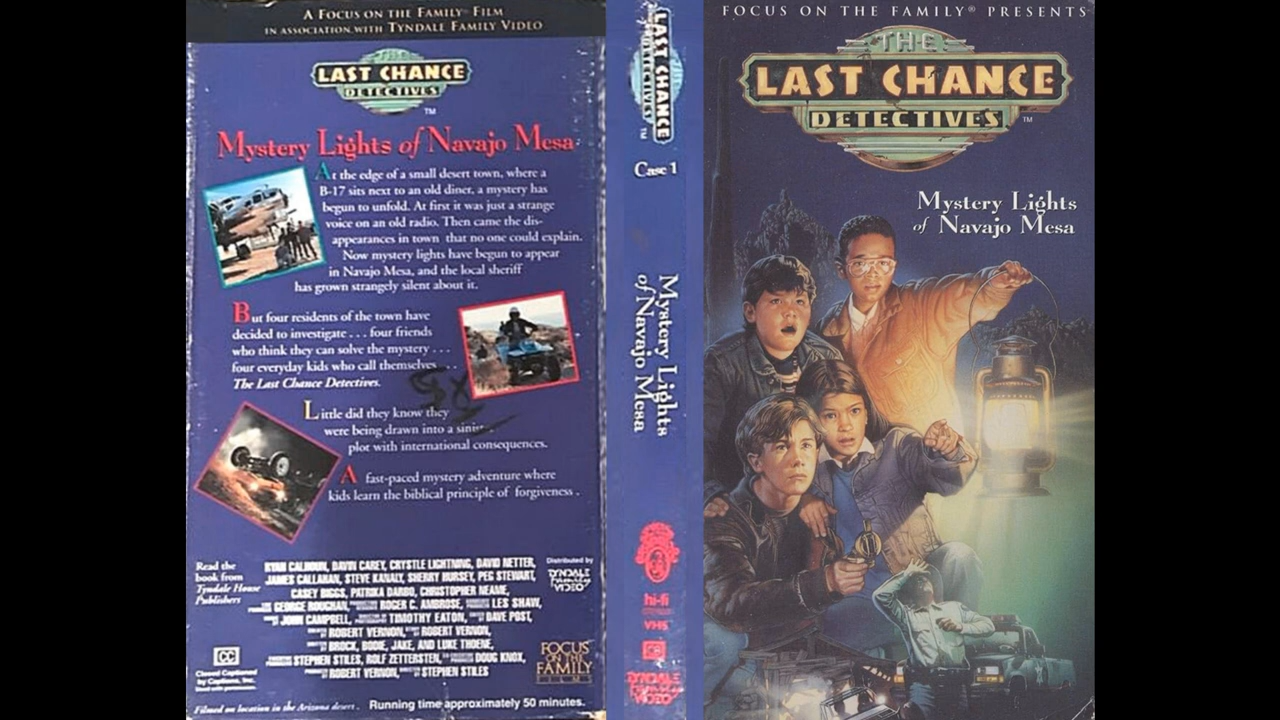 A FOCUS ON THE FAMILY® FILM
IN ASSOCIATION WITH TYNDALE FAMILY VIDEO
THE
LAST CHANCE
DETECTIVES
TM
Mystery Lights of Navajo Mesa
At the edge of a small desert town, where a
B-17 sits next to an old diner, a mystery has
begun to unfold. At first it was just a strange
voice on an old radio. Then came the dis-
appearances in town that no one could explain.
Now mystery lights have begun to appear
in Navajo Mesa, and the local sheriff
has grown strangely silent about it.
But four residents of the town have
decided to investigate . . . four friends
who think they can solve the mystery . . .
four everyday kids who call themselves . . .
The Last Chance Detectives.
Little did they know they
were being drawn into a
plot with international consequences.
A fast-paced mystery adventure where
kids learn the biblical principle of forgiveness .
Read the
book from
Tyndale House
Publishers
RYAN CALHOUN, DAVIN CAREY, CRYSTLE LIGHTNING, DAVID NETTER,
JAMES CALLAHAN, STEVE KANALY, SHERRY HURSEY, PEG STEWART,
CASEY BIGGS, PATRIKA DARBO, CHRISTOPHER NEAME,
GEORGE ROUGHAN, ROGER C. AMBROSE, LES SHAW,
JOHN CAMPBELL, TIMOTHY EATON, DAVE POST,
ROBERT VERNON, ROBERT VERNON,
BROCK, BODIE, JAKE, AND LUKE THOENE,
STEPHEN STILES, ROLF ZETTERSTEN, DOUG KNOX,
ROBERT VERNON, STEPHEN STILES
Distributed by
TYNDALE
FAMILY
VIDEO
CC
Closed Captioned
by Captions, Inc.
FOCUS
ON THE
FAMILY
FILMS
Filmed on location in the Arizona desert .
Running time approximately 50 minutes.
THE
LAST CHANCE
DETECTIVES
TM
Case 1
Mystery Lights
of Navajo Mesa
hi-fi
VHS
CC
TYNDALE
FAMILY
VIDEO
FOCUS ON THE FAMILY® PRESENTS
THE
LAST CHANCE
DETECTIVES
TM
Mystery Lights
of Navajo Mesa